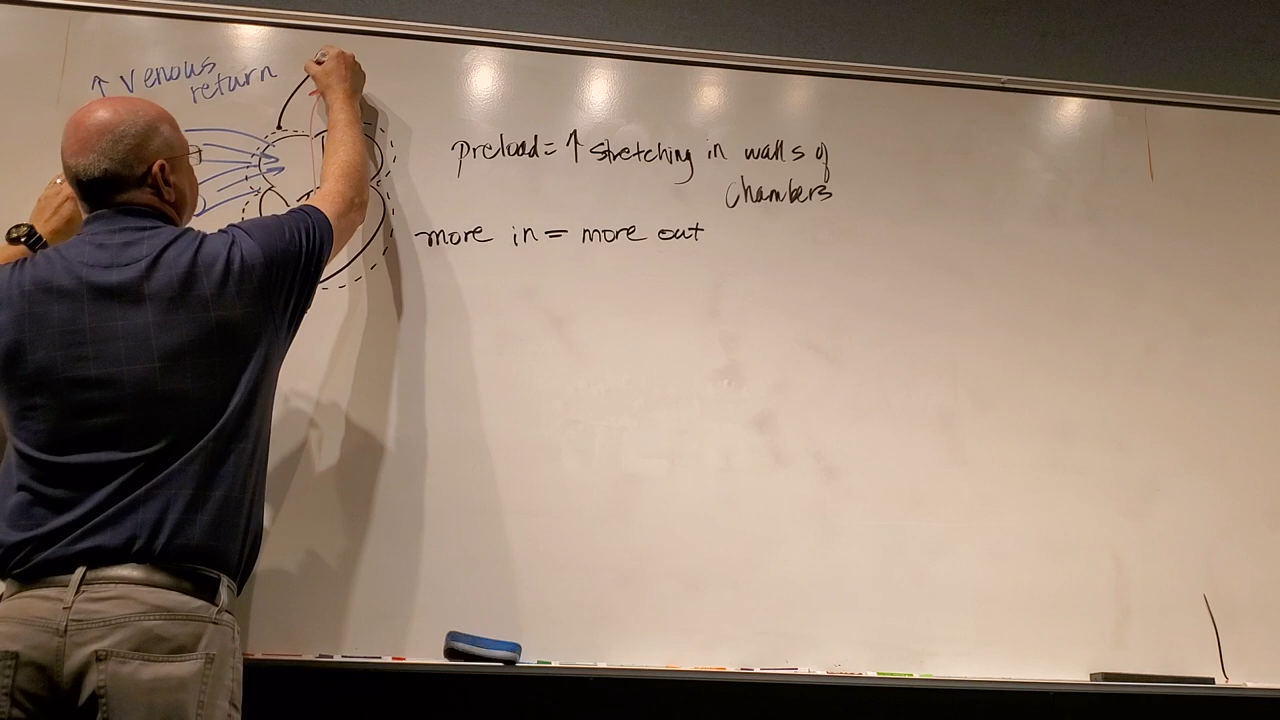 ↑ Venous
return
preload = ↑ stretching in walls of
chambers
more in = more out